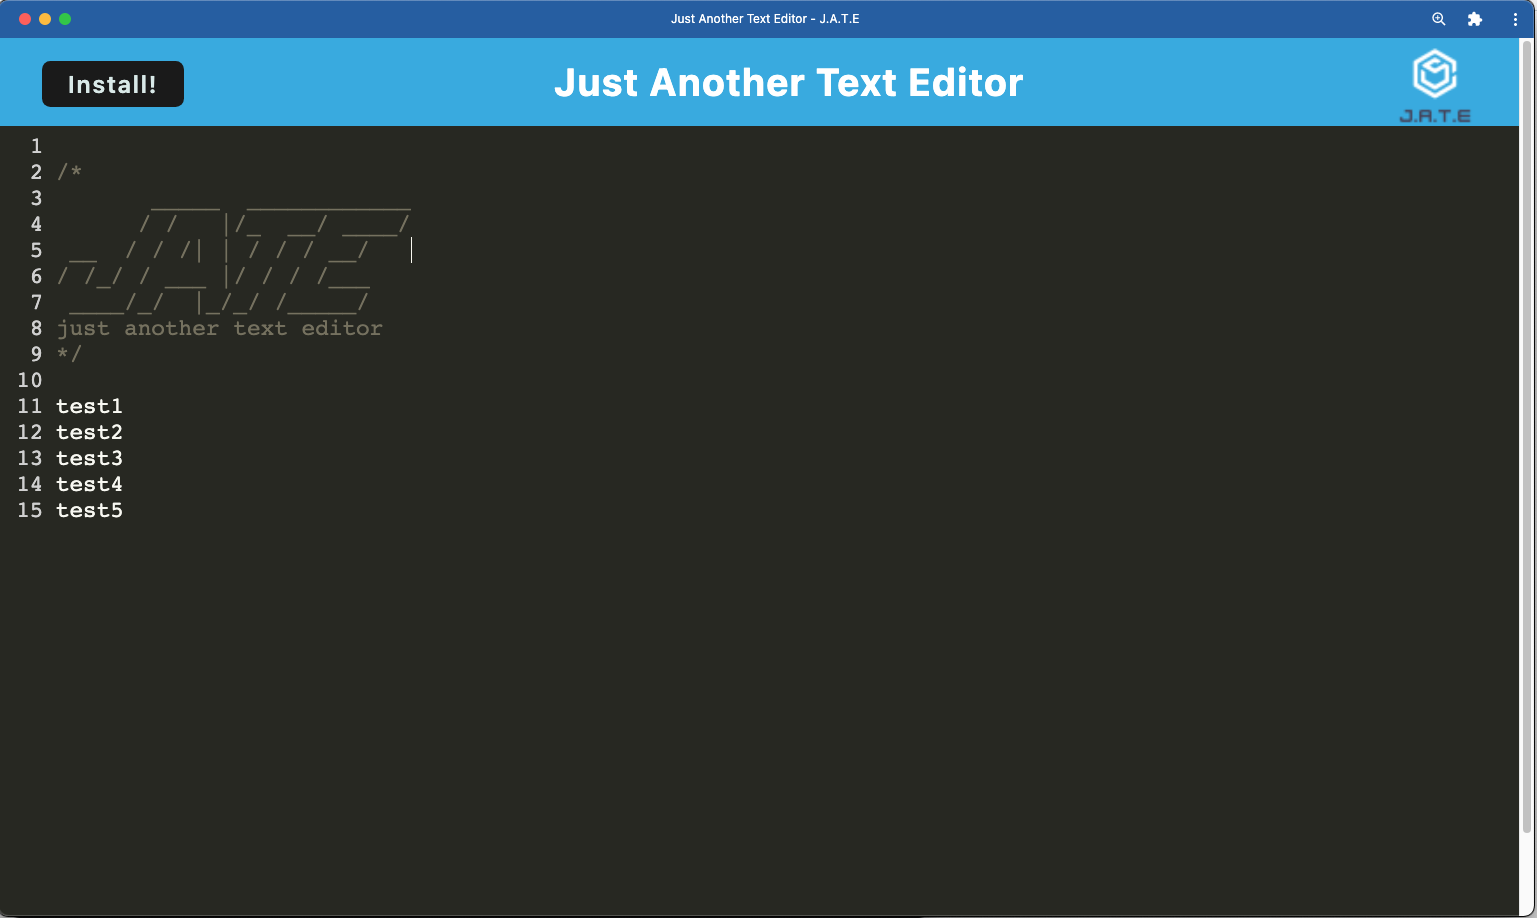 Just Another Text Editor - J.A.T.E
Install!
Just Another Text Editor
J.A.T.E
1
2 /*
3        _____  ____________
4       / /   |/_  __/ ____/
5  __  / / /| | / / / __/
6 / /_/ / ___ |/ / / /___
7  ____/_/  |_/_/ /_____/
8 just another text editor
9 */
10
11 test1
12 test2
13 test3
14 test4
15 test5